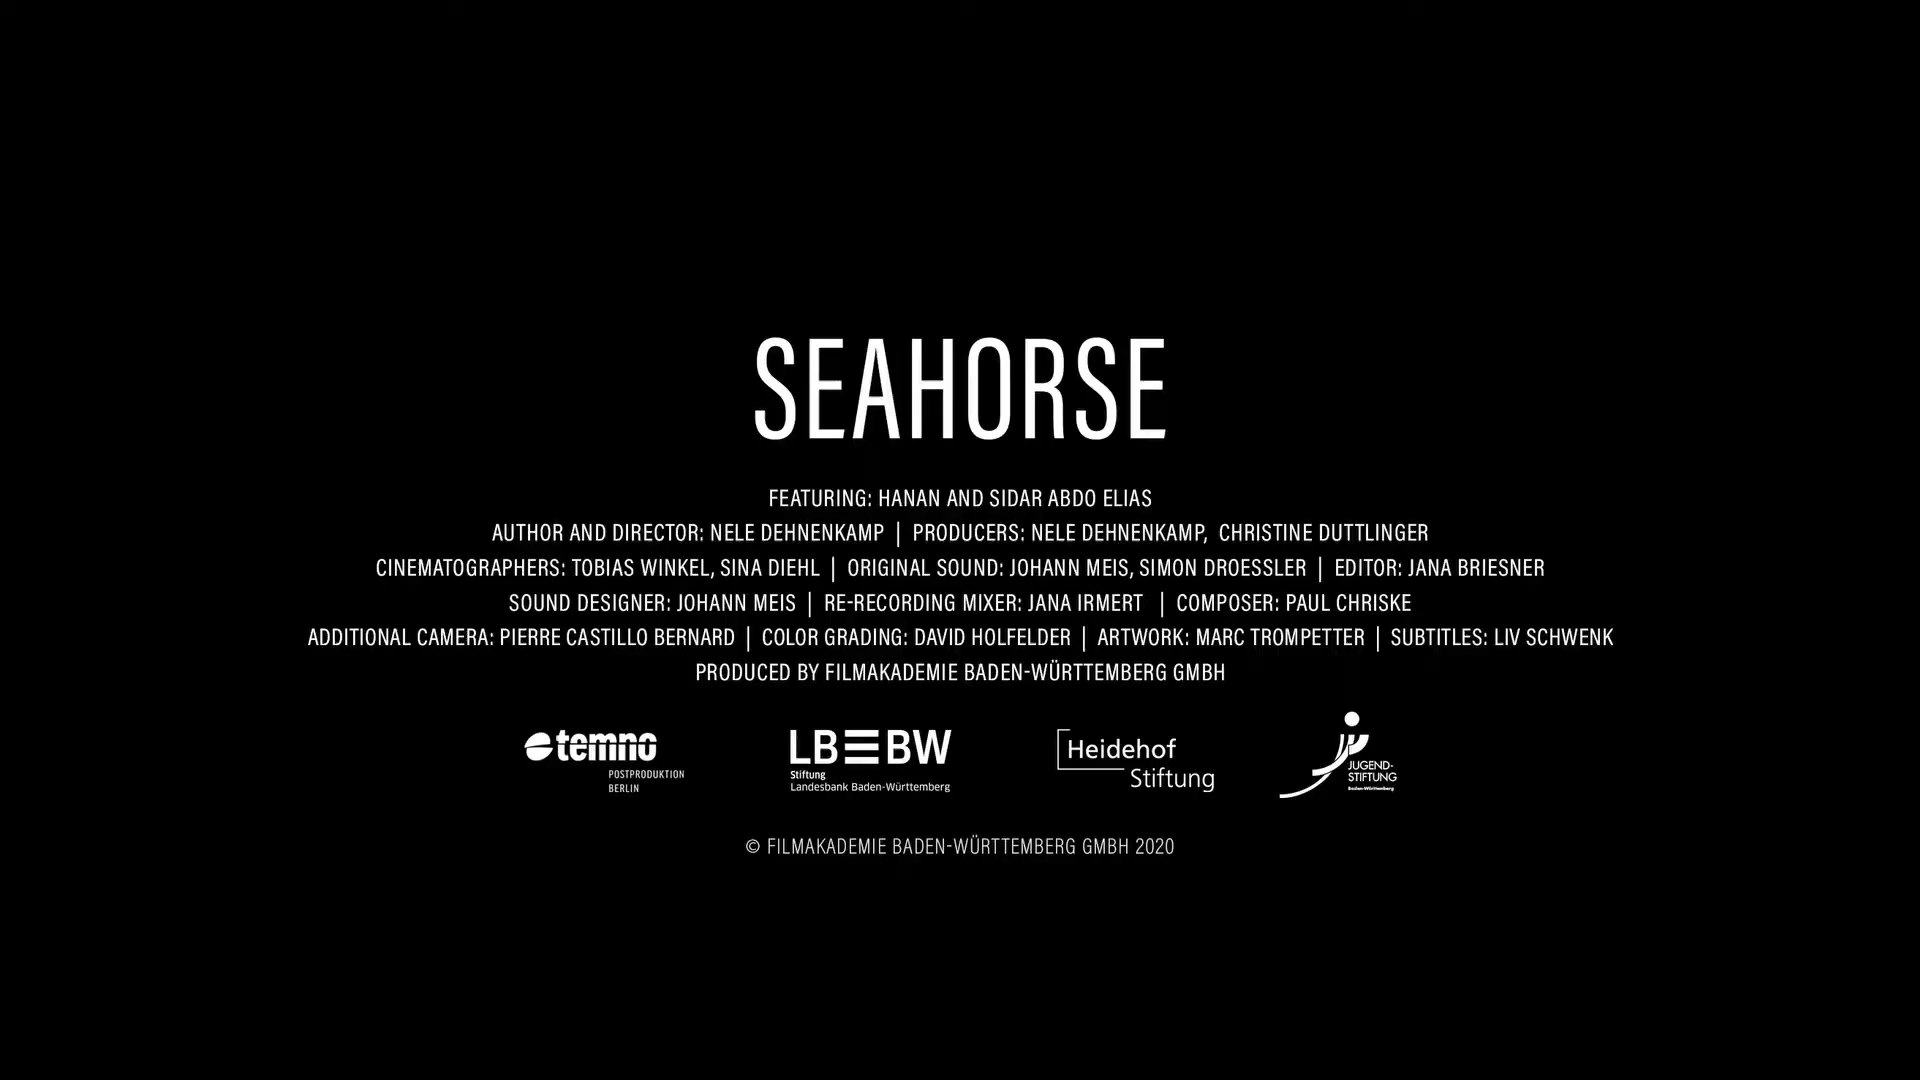 SEAHORSE
FEATURING: HANAN AND SIDAR ABDO ELIAS
AUTHOR AND DIRECTOR: NELE DEHNENKAMP | PRODUCERS: NELE DEHNENKAMP, CHRISTINE DUTTLINGER
CINEMATOGRAPHERS: TOBIAS WINKEL, SINA DIEHL | ORIGINAL SOUND: JOHANN MEIS, SIMON DROESSLER | EDITOR: JANA BRIESNER
SOUND DESIGNER: JOHANN MEIS | RE-RECORDING MIXER: JANA IRMERT | COMPOSER: PAUL CHRISKE
ADDITIONAL CAMERA: PIERRE CASTILLO BERNARD | COLOR GRADING: DAVID HOLFELDER | ARTWORK: MARC TROMPETTER | SUBTITLES: LIV SCHWENK
PRODUCED BY FILMAKADEMIE BADEN-WÜRTTEMBERG GMBH
temno
POSTPRODUKTION
BERLIN
LBBW
Stiftung
Landesbank Baden-Württemberg
Heidehof
Stiftung
JUGEND-
STIFTUNG
Baden-Württemberg
© FILMAKADEMIE BADEN-WÜRTTEMBERG GMBH 2020